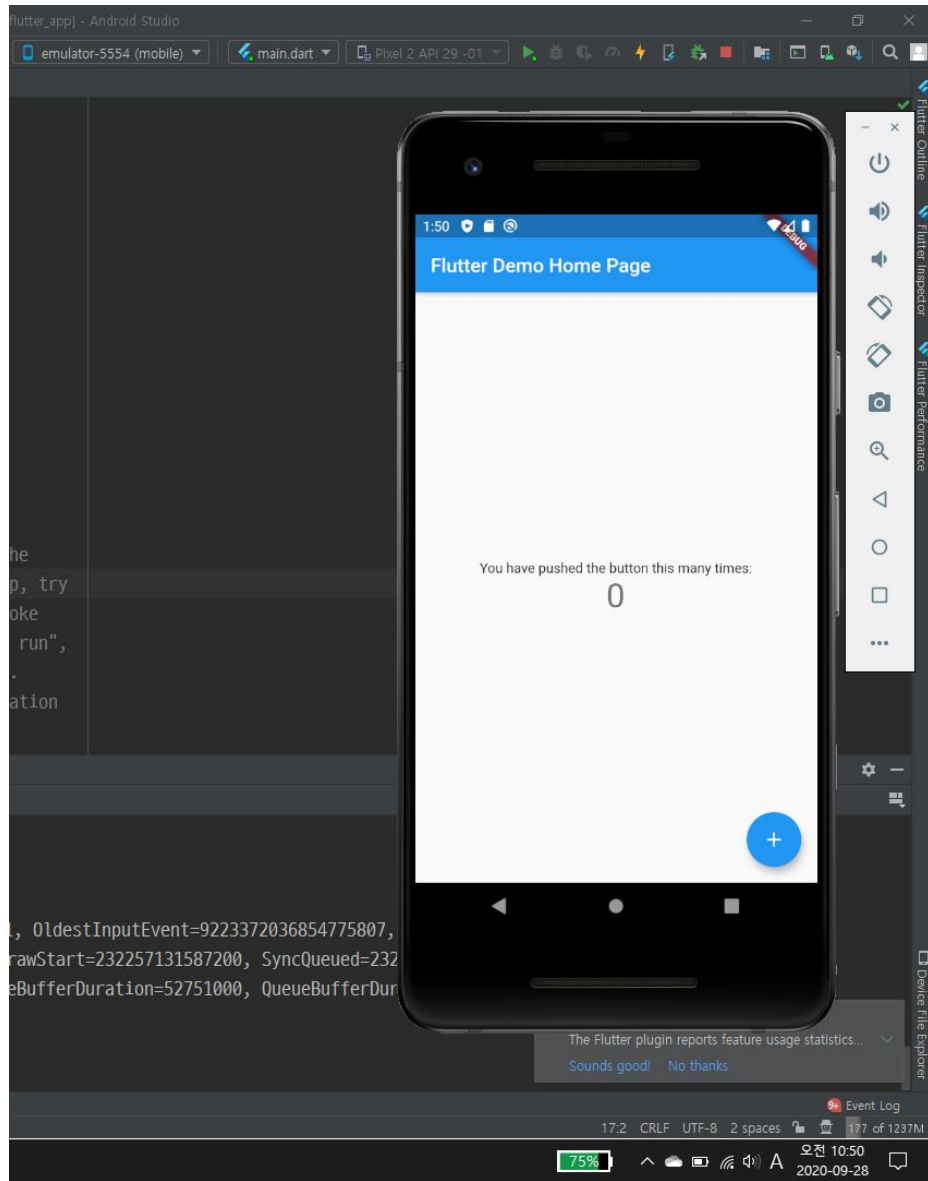 flutter_app] - Android Studio
emulator-5554 (mobile)
main.dart
Pixel 2 API 29 -01
Flutter Outline
Flutter Inspector
Flutter Performance
1:50
DEBUG
Flutter Demo Home Page
You have pushed the button this many times:
0
he
p, try
oke
run",
.
ation
l, OldestInputEvent=9223372036854775807,
rawStart=232257131587200, SyncQueued=232
eBufferDuration=52751000, QueueBufferDur
Device File Explorer
The Flutter plugin reports feature usage statistics...
Sounds good! No thanks
9+ Event Log
17:2 CRLF UTF-8 2 spaces 177 of 1237M
75% A 오전 10:50
2020-09-28